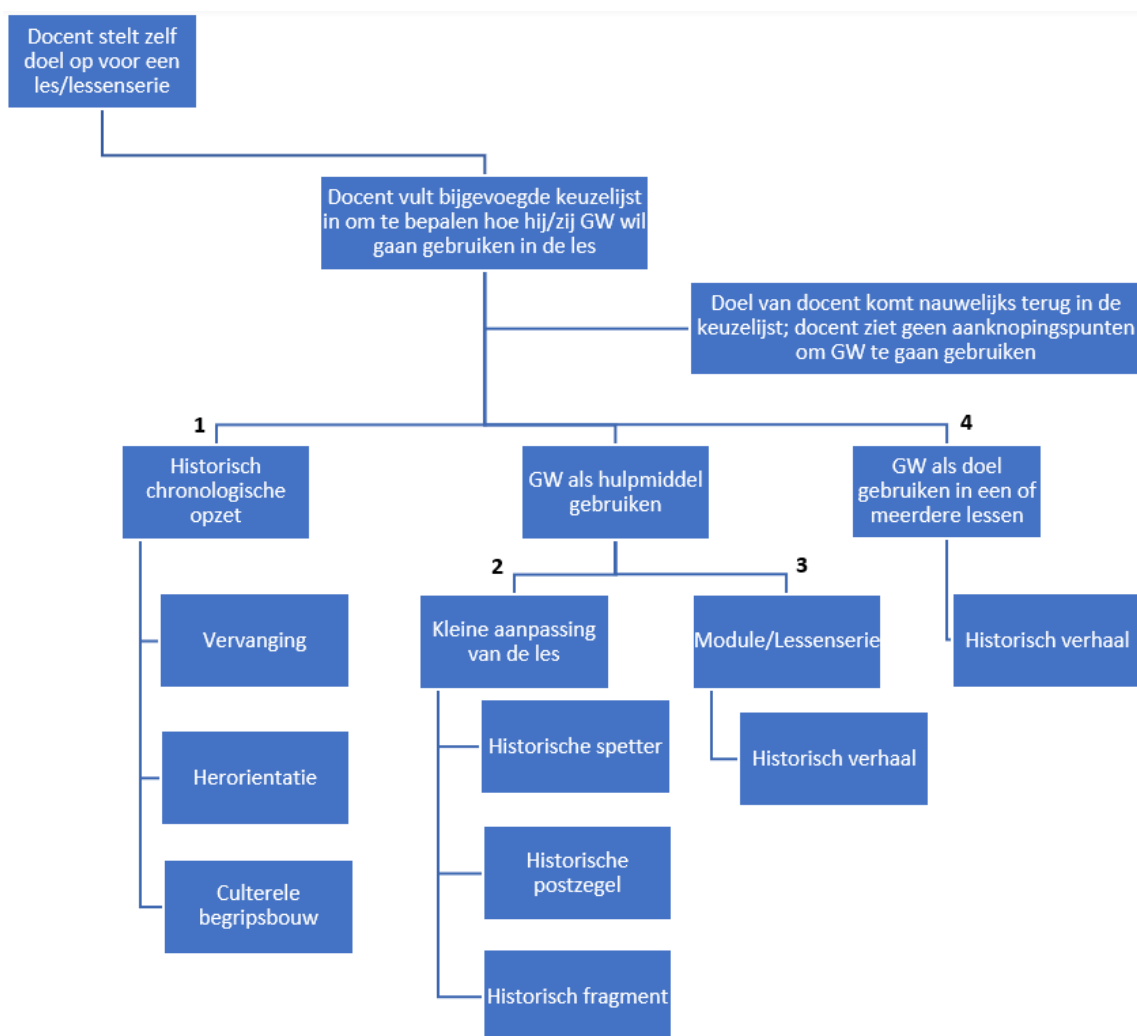 Docent stelt zelf
doel op voor een
les/lessenserie
Docent vult bijgevoegde keuzelijst
in om te bepalen hoe hij/zij GW wil
gaan gebruiken in de les
Doel van docent komt nauwelijks terug in de
keuzelijst; docent ziet geen aanknopingspunten
om GW te gaan gebruiken
1
Historisch
chronologische
opzet
Vervanging
Herorientatie
Culterele
begripsbouw
GW als hulpmiddel
gebruiken
2
Kleine aanpassing
van de les
Historische spetter
Historische
postzegel
Historisch fragment
3
Module/Lessenserie
Historisch verhaal
4
GW als doel
gebruiken in een of
meerdere lessen
Historisch verhaal